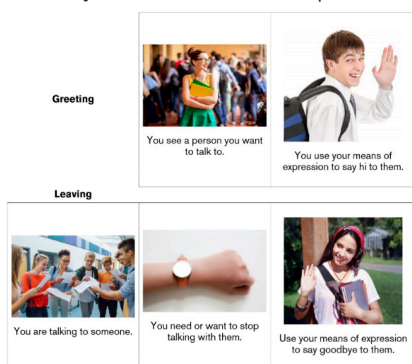 Greeting
You see a person you want
to talk to.
You use your means of
expression to say hi to them.
Leaving
You are talking to someone.
You need or want to stop
talking with them.
Use your means of expression
to say goodbye to them.